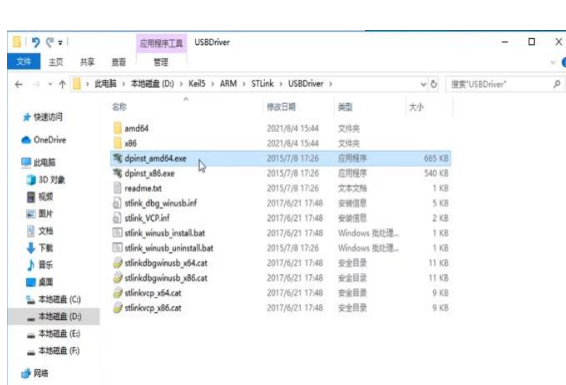 应用程序工具 USBDriver
文件 主页 共享 查看 管理
此电脑 › 本地磁盘 (D:) › Keil5 › ARM › STLink › USBDriver › 搜索"USBDriver"
名称 修改日期 类型 大小
快速访问
OneDrive
此电脑
3D 对象
视频
图片
文档
下载
音乐
桌面
本地磁盘 (C:)
本地磁盘 (D:)
本地磁盘 (E:)
本地磁盘 (F:)
网络
amd64 2021/8/4 15:44 文件夹
x86 2021/8/4 15:44 文件夹
dpinst_amd64.exe 2015/7/8 17:26 应用程序 665 KB
dpinst_x86.exe 2015/7/8 17:26 应用程序 540 KB
readme.txt 2015/7/8 17:26 文本文档 1 KB
stlink_dbg_winusb.inf 2017/6/21 17:48 安装信息 5 KB
stlink_VCP.inf 2017/6/21 17:48 安装信息 2 KB
stlink_winusb_install.bat 2017/6/21 17:48 Windows 批处理... 1 KB
stlink_winusb_uninstall.bat 2015/7/8 17:26 Windows 批处理... 1 KB
stlinkdbgwinusb_x64.cat 2017/6/21 17:48 安全目录 11 KB
stlinkdbgwinusb_x86.cat 2017/6/21 17:48 安全目录 11 KB
stlinkvcp_x64.cat 2017/6/21 17:48 安全目录 9 KB
stlinkvcp_x86.cat 2017/6/21 17:48 安全目录 9 KB